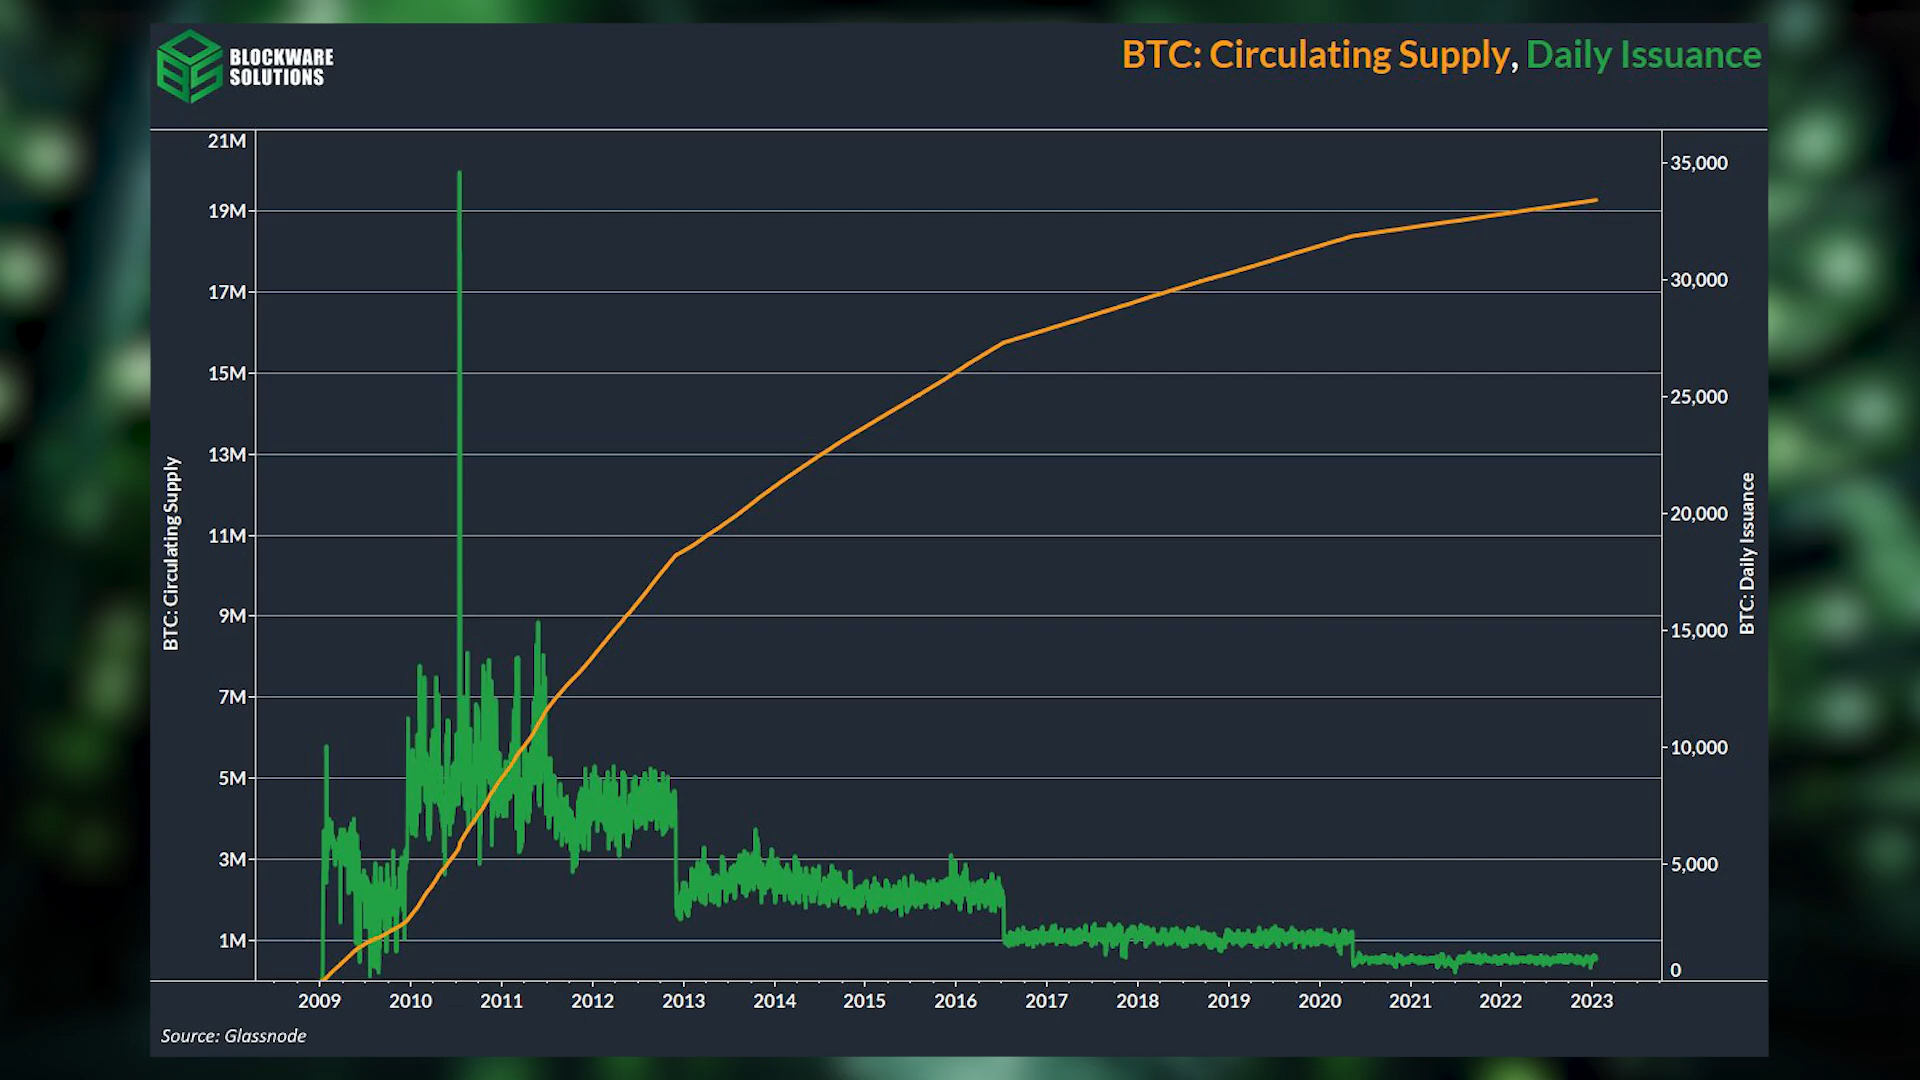 BLOCKWARE
SOLUTIONS
BTC: Circulating Supply, Daily Issuance
21M
19M
17M
15M
13M
11M
9M
7M
5M
3M
1M
BTC: Circulating Supply
35,000
30,000
25,000
20,000
15,000
10,000
5,000
0
BTC: Daily Issuance
2009 2010 2011 2012 2013 2014 2015 2016 2017 2018 2019 2020 2021 2022 2023
Source: Glassnode